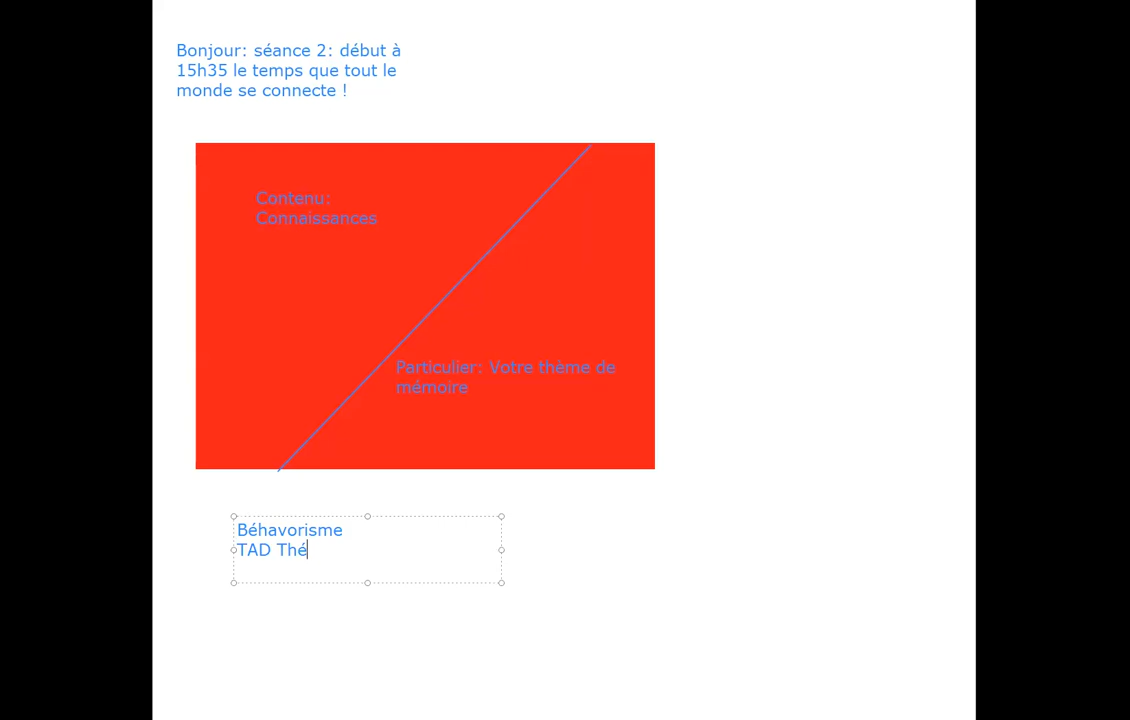 Bonjour: séance 2: début à
15h35 le temps que tout le
monde se connecte !
Contenu:
Connaissances
Particulier: Votre thème de
mémoire
Béhavorisme
TAD Thé